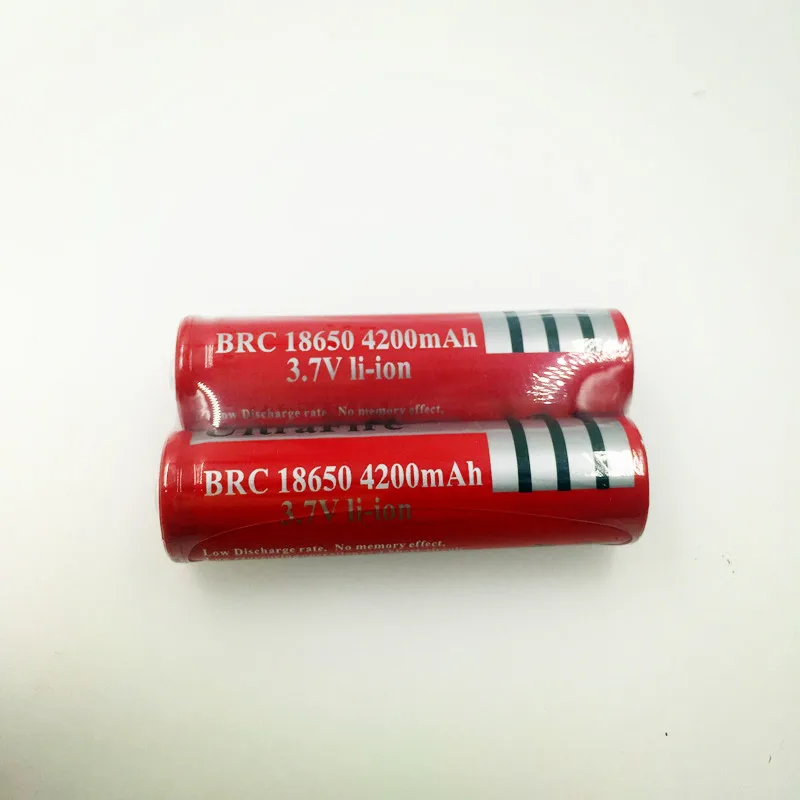 BRC 18650 4200mAh
3.7V li-ion
Low Discharge rate. No memory effect.
UltraFire
BRC 18650 4200mAh
3.7V li-ion
Low Discharge rate. No memory effect.